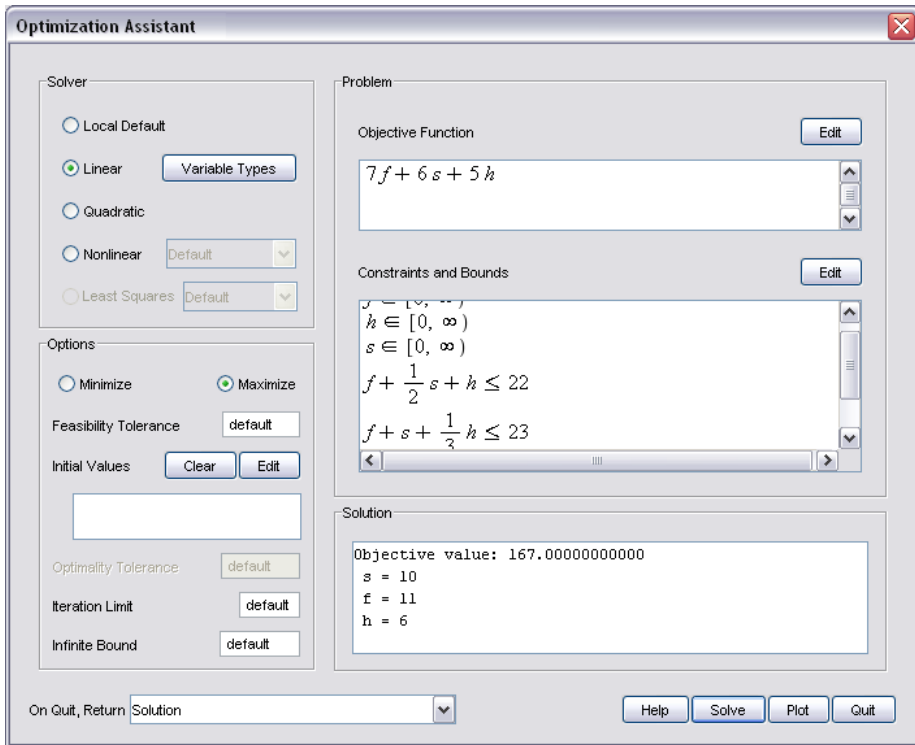 Optimization Assistant
Solver
Local Default
Linear Variable Types
Quadratic
Nonlinear Default
Least Squares Default
Options
Minimize Maximize
Feasibility Tolerance default
Initial Values Clear Edit
Optimality Tolerance default
Iteration Limit default
Infinite Bound default
Problem
Objective Function Edit
7 f + 6 s + 5 h
Constraints and Bounds Edit
h ∈ [0, ∞)
s ∈ [0, ∞)
f + 1/2 s + h ≤ 22
f + s + 1/3 h ≤ 23
Solution
Objective value: 167.00000000000
s = 10
f = 11
h = 6
On Quit, Return Solution
Help Solve Plot Quit